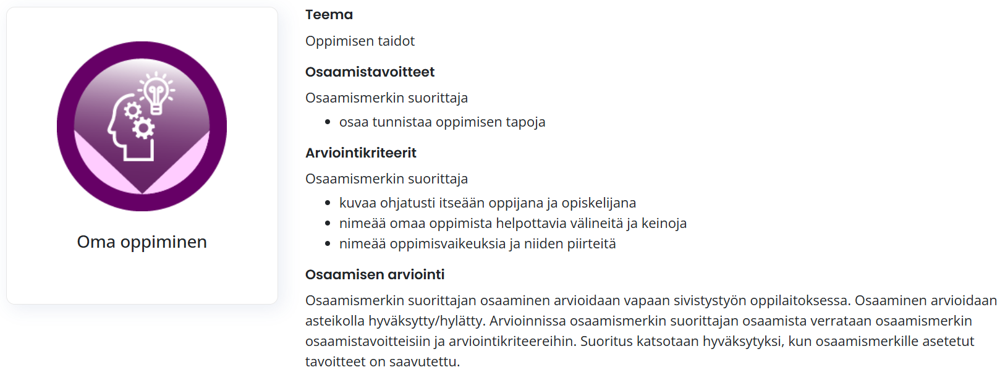 Oma oppiminen
Teema
Oppimisen taidot
Osaamistavoitteet
Osaamismerkin suorittaja
• osaa tunnistaa oppimisen tapoja
Arviointikriteerit
Osaamismerkin suorittaja
• kuvaa ohjatusti itseään oppijana ja opiskelijana
• nimeää omaa oppimista helpottavia välineitä ja keinoja
• nimeää oppimisvaikeuksia ja niiden piirteitä
Osaamisen arviointi
Osaamismerkin suorittajan osaaminen arvioidaan vapaan sivistystyön oppilaitoksessa. Osaaminen arvioidaan
asteikolla hyväksytty/hylätty. Arvioinnissa osaamismerkin suorittajan osaamista verrataan osaamismerkin
osaamistavoitteisiin ja arviointikriteereihin. Suoritus katsotaan hyväksytyksi, kun osaamismerkille asetetut
tavoitteet on saavutettu.